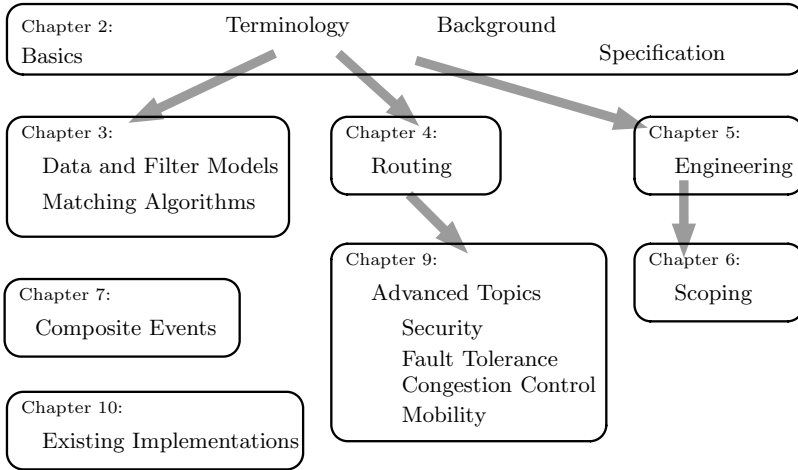 Chapter 2:
Terminology
Background
Basics
Specification
Chapter 3:
Data and Filter Models
Matching Algorithms
Chapter 4:
Routing
Chapter 5:
Engineering
Chapter 7:
Composite Events
Chapter 9:
Advanced Topics
Security
Fault Tolerance
Congestion Control
Mobility
Chapter 6:
Scoping
Chapter 10:
Existing Implementations